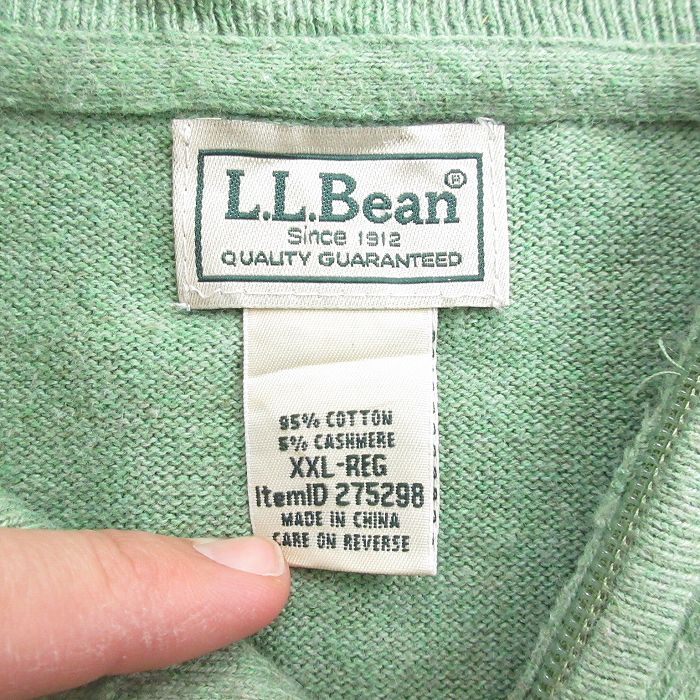 L.L.Bean®
Since 1912
QUALITY GUARANTEED
95% COTTON
5% CASHMERE
XXL-REG
ItemID 275298
MADE IN CHINA
CARE ON REVERSE